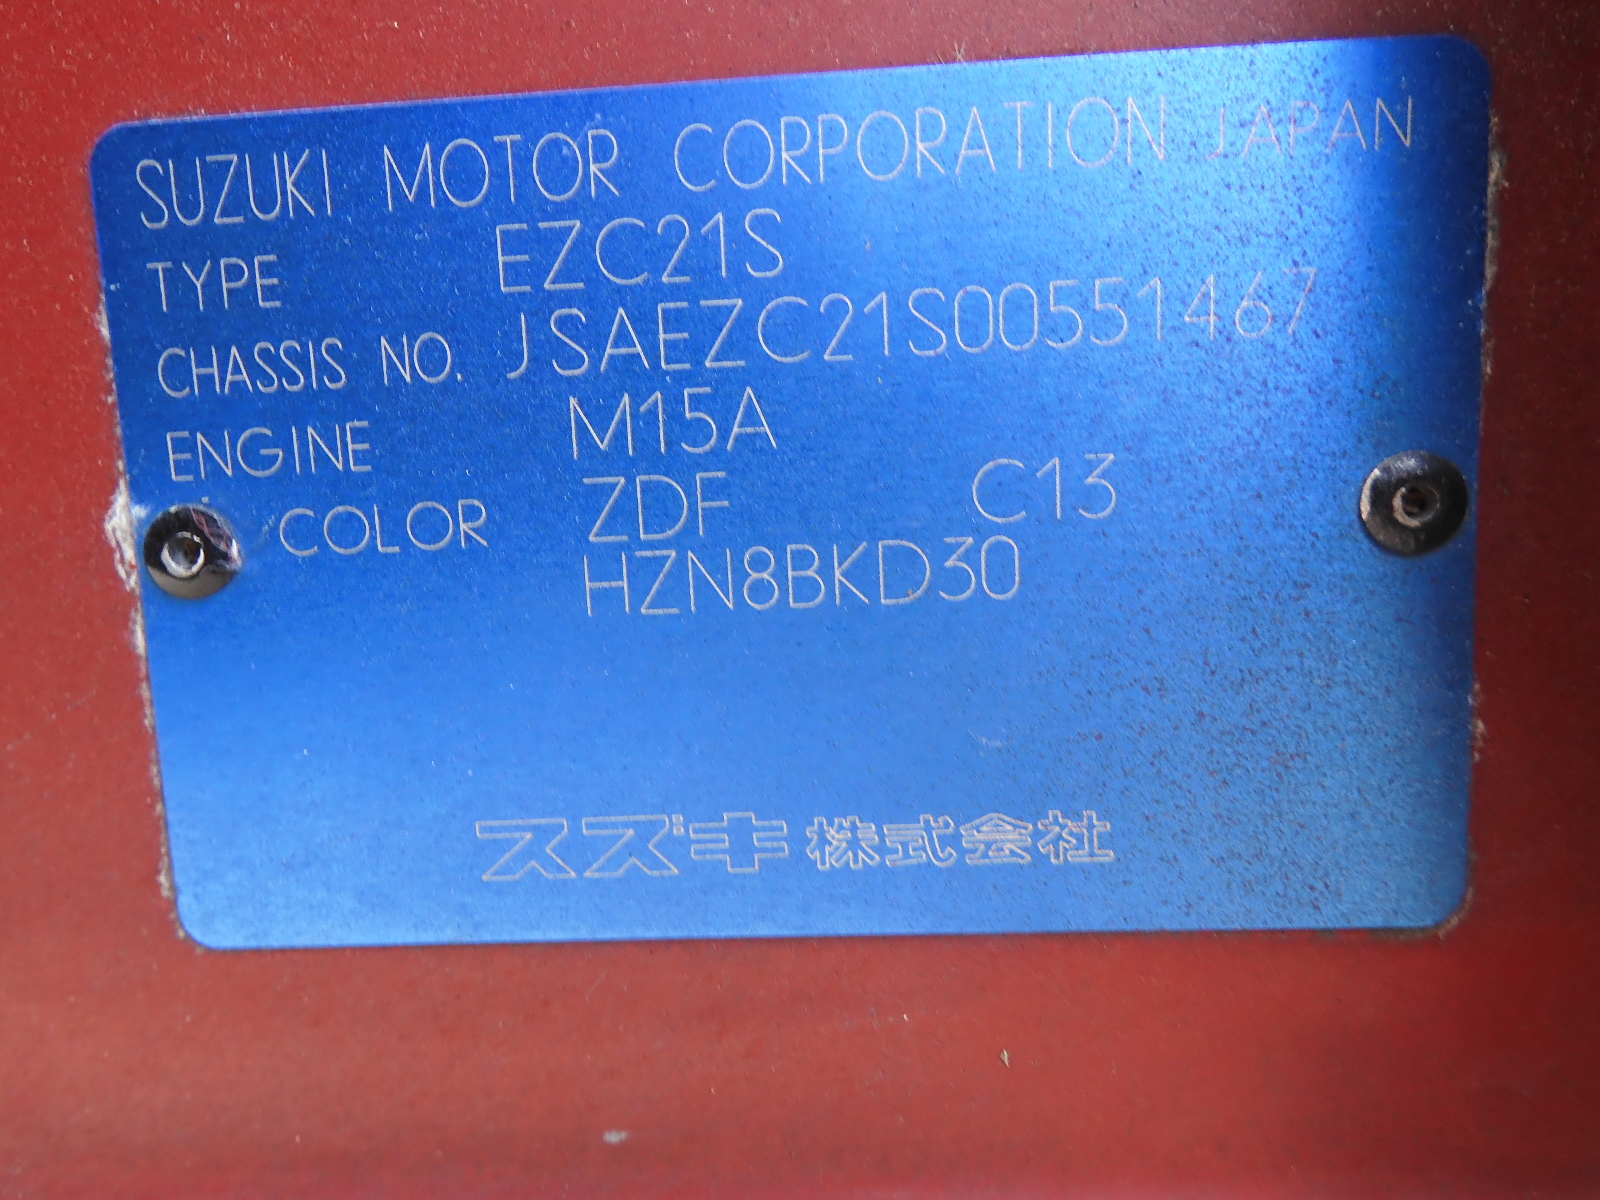 SUZUKI MOTOR CORPORATION JAPAN
TYPE EZC21S
CHASSIS NO. JSAEZC21S00551467
ENGINE M15A
COLOR ZDF C13
HZN8BKD30
スズキ株式会社